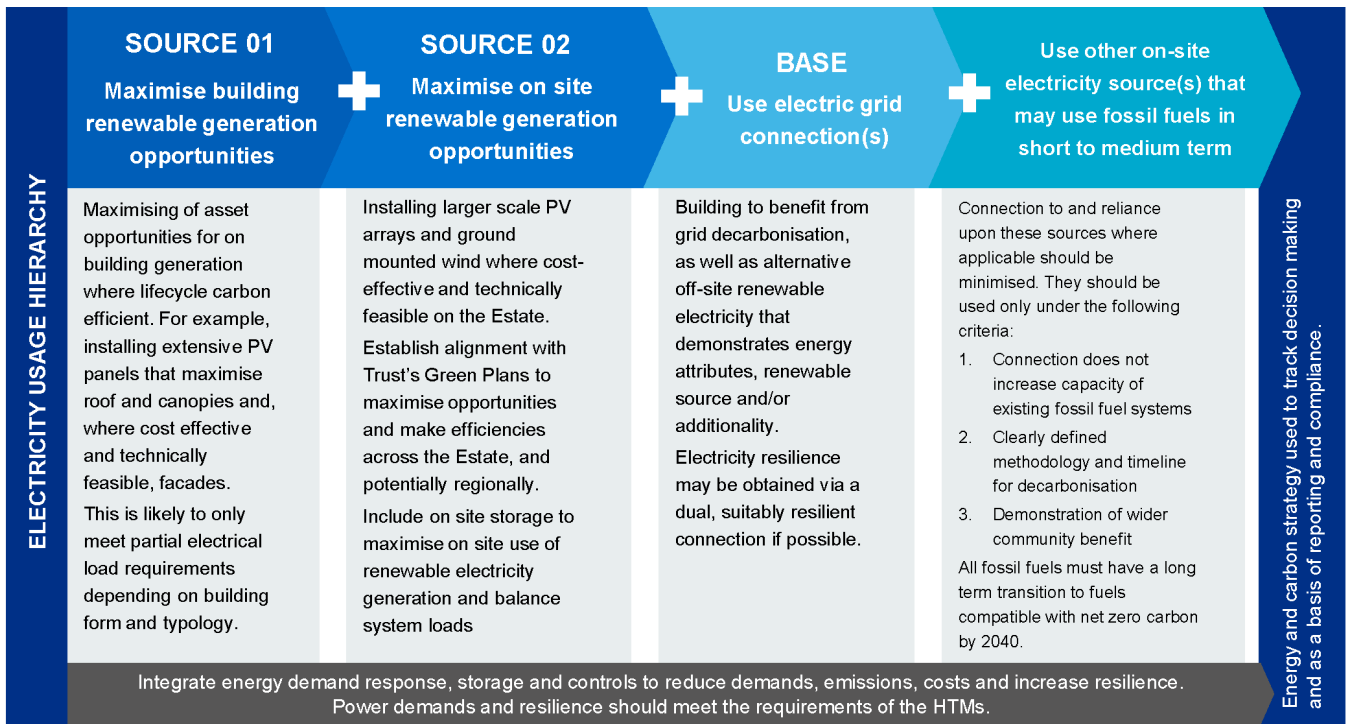 ELECTRICITY USAGE HIERARCHY
SOURCE 01
Maximise building
renewable generation
opportunities
Maximising of asset
opportunities for on
building generation
where lifecycle carbon
efficient. For example,
installing extensive PV
panels that maximise
roof and canopies and,
where cost effective
and technically
feasible, facades.
This is likely to only
meet partial electrical
load requirements
depending on building
form and typology.
SOURCE 02
Maximise on site
renewable generation
opportunities
Installing larger scale PV
arrays and ground
mounted wind where cost-
effective and technically
feasible on the Estate.
Establish alignment with
Trust's Green Plans to
maximise opportunities
and make efficiencies
across the Estate, and
potentially regionally.
Include on site storage to
maximise on site use of
renewable electricity
generation and balance
system loads
BASE
Use electric grid
connection(s)
Building to benefit from
grid decarbonisation,
as well as alternative
off-site renewable
electricity that
demonstrates energy
attributes, renewable
source and/or
additionality.
Electricity resilience
may be obtained via a
dual, suitably resilient
connection if possible.
Use other on-site
electricity source(s) that
may use fossil fuels in
short to medium term
Connection to and reliance
upon these sources where
applicable should be
minimised. They should be
used only under the following
criteria:
1. Connection does not
increase capacity of
existing fossil fuel systems
2. Clearly defined
methodology and timeline
for decarbonisation
3. Demonstration of wider
community benefit
All fossil fuels must have a long
term transition to fuels
compatible with net zero carbon
by 2040.
Energy and carbon strategy used to track decision making
and as a basis of reporting and compliance.
Integrate energy demand response, storage and controls to reduce demands, emissions, costs and increase resilience.
Power demands and resilience should meet the requirements of the HTMs.